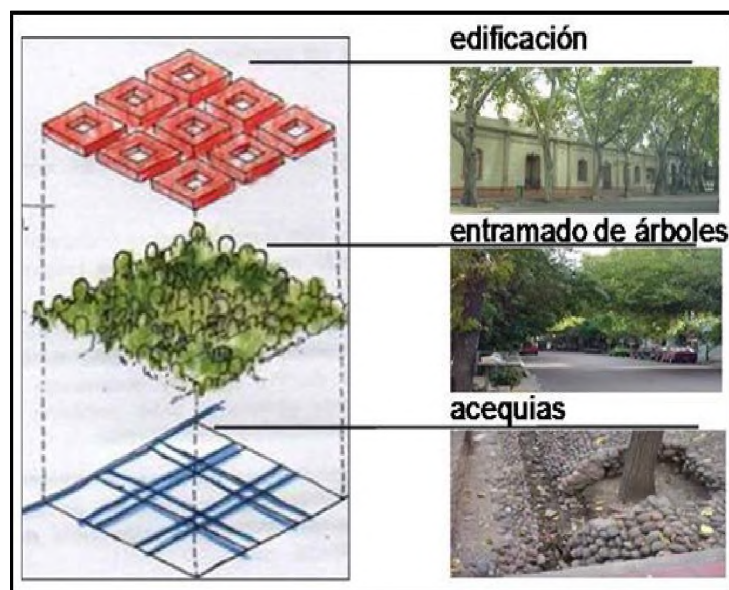 edificación
entramado de árboles
acequias